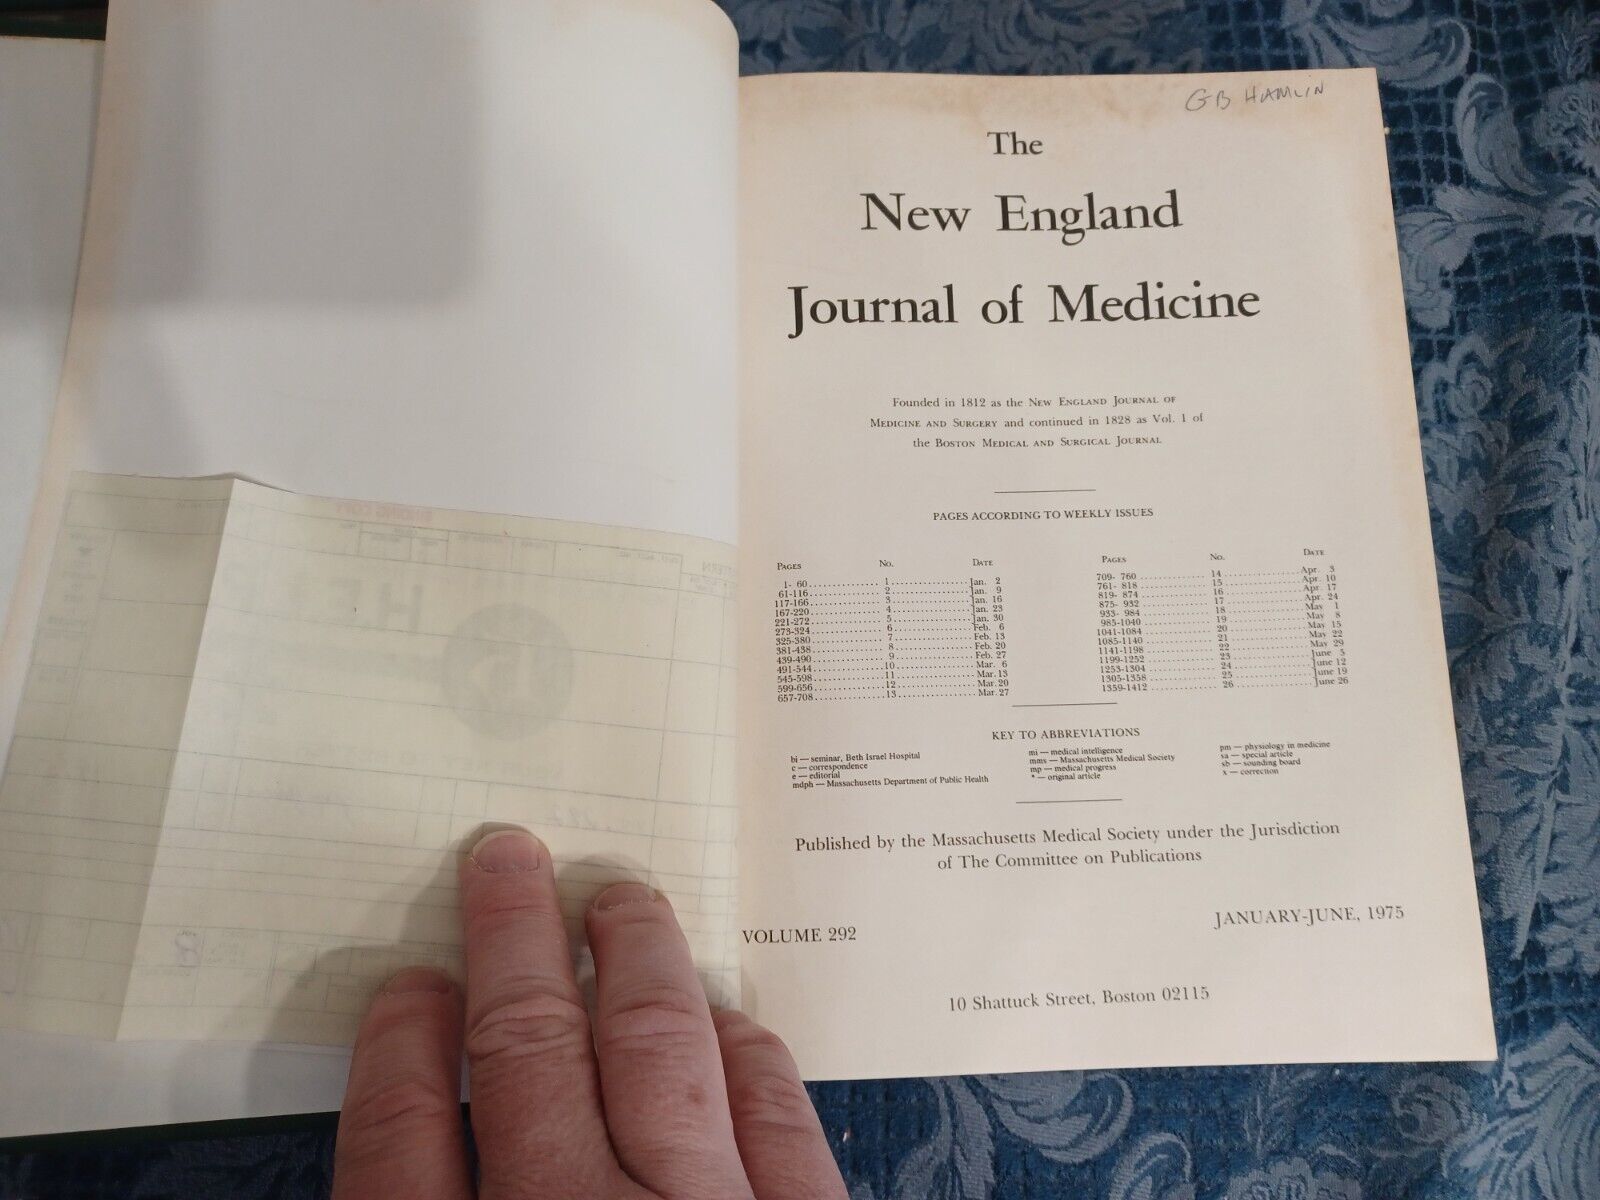 GB HAMLIN
The
New England
Journal of Medicine
Founded in 1812 as the NEW ENGLAND JOURNAL OF
MEDICINE AND SURGERY and continued in 1828 as Vol. 1 of
the BOSTON MEDICAL AND SURGICAL JOURNAL
PAGES ACCORDING TO WEEKLY ISSUES
PAGES No. DATE
1- 60 1 Jan. 2
61-116 2 Jan. 9
117-166 3 Jan. 16
167-220 4 Jan. 23
221-272 5 Jan. 30
273-324 6 Feb. 6
325-380 7 Feb. 13
381-438 8 Feb. 20
439-490 9 Feb. 27
491-544 10 Mar. 6
545-598 11 Mar. 13
599-656 12 Mar. 20
657-708 13 Mar. 27
PAGES No. DATE
709- 760 14 Apr. 3
761- 818 15 Apr. 10
819- 874 16 Apr. 17
875- 932 17 Apr. 24
933- 984 18 May 1
985-1040 19 May 8
1041-1084 20 May 15
1085-1140 21 May 22
1141-1198 22 May 29
1199-1252 23 June 5
1253-1304 24 June 12
1305-1358 25 June 19
1359-1412 26 June 26
KEY TO ABBREVIATIONS
bi — seminar, Beth Israel Hospital
c — correspondence
e — editorial
mdph — Massachusetts Department of Public Health
mi — medical intelligence
mms — Massachusetts Medical Society
mp — medical progress
* — original article
pm — physiology in medicine
sa — special article
sb — sounding board
x — correction
Published by the Massachusetts Medical Society under the Jurisdiction
of The Committee on Publications
VOLUME 292
JANUARY-JUNE, 1975
10 Shattuck Street, Boston 02115